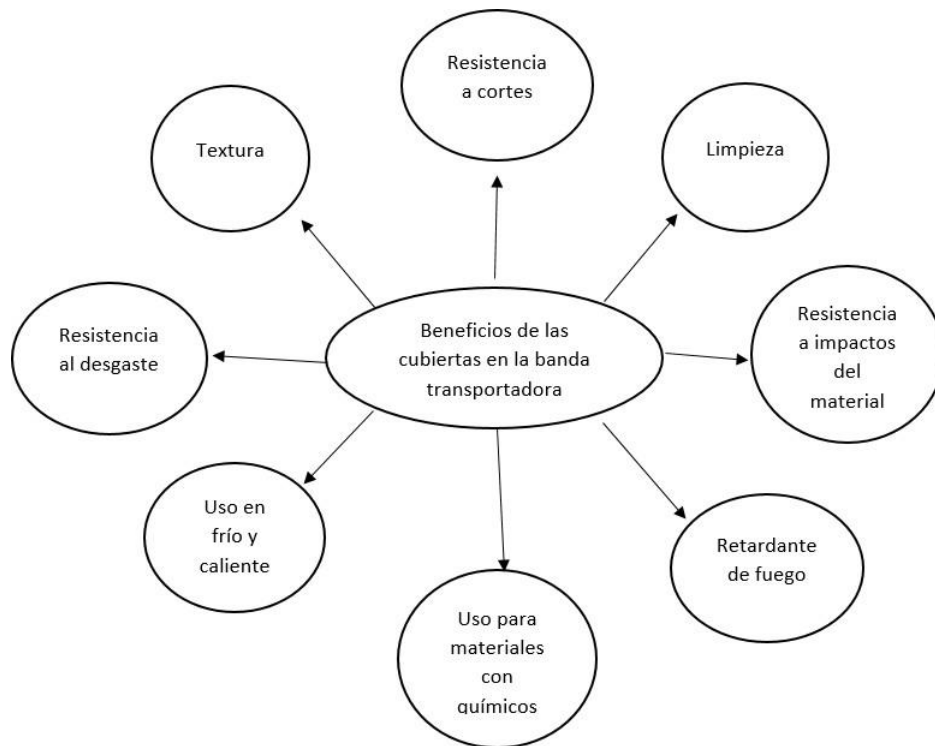 Resistencia
a cortes
Textura
Limpieza
Resistencia
al desgaste
Beneficios de las
cubiertas en la banda
transportadora
Resistencia
a impactos
del
material
Uso en
frío y
caliente
Retardante
de fuego
Uso para
materiales
con
químicos